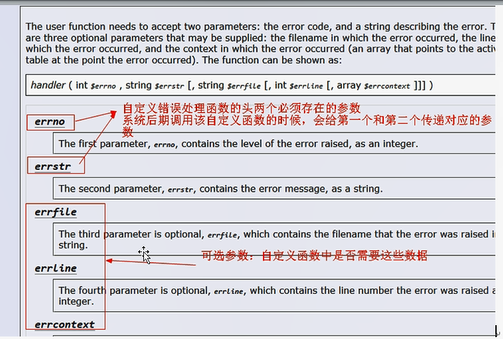 The user function needs to accept two parameters: the error code, and a string describing the error. T
are three optional parameters that may be supplied: the filename in which the error occurred, the line
which the error occurred, and the context in which the error occurred (an array that points to the activ
table at the point the error occurred). The function can be shown as:
handler ( int $errno , string $errstr [, string $errfile [, int $errline [, array $errcontext ]]] )
自定义错误处理函数的头两个必须存在的参数
errno
系统后期调用该自定义函数的时候，会给第一个和第二个传递对应的参
数
The first parameter, errno, contains the level of the error raised, as an integer.
errstr
The second parameter, errstr, contains the error message, as a string.
errfile
The third parameter is optional, errfile, which contains the filename that the error was raised i
string.
可选参数：自定义函数中是否需要这些数据
errline
The fourth parameter is optional, errline, which contains the line number the error was raised a
integer.
errcontext